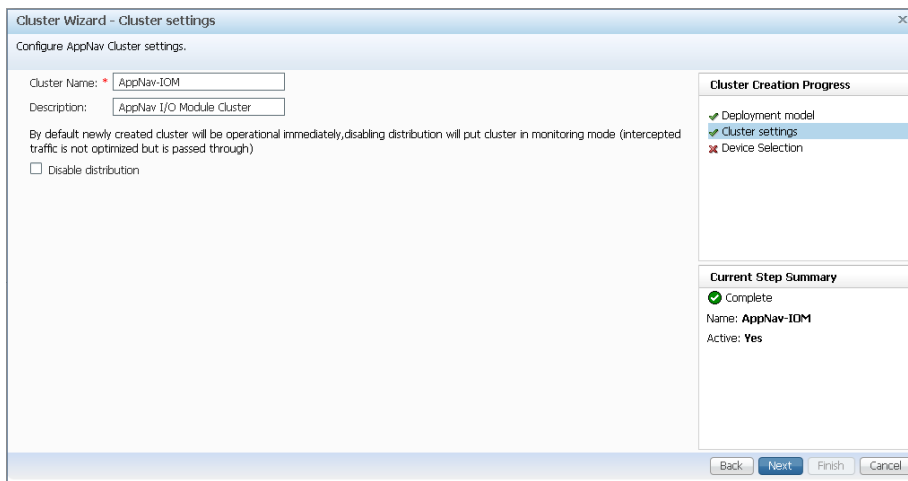 Cluster Wizard - Cluster settings
Configure AppNav Cluster settings.
Cluster Name: * AppNav-IOM
Description: AppNav I/O Module Cluster
By default newly created cluster will be operational immediately,disabling distribution will put cluster in monitoring mode (intercepted
traffic is not optimized but is passed through)
Disable distribution
Cluster Creation Progress
Deployment model
Cluster settings
Device Selection
Current Step Summary
Complete
Name: AppNav-IOM
Active: Yes
Back Next Finish Cancel